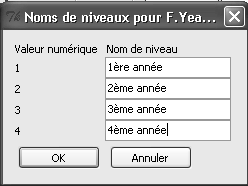 Noms de niveaux pour F.Yea...
Valeur numérique Nom de niveau
1 1ère année
2 2ème année
3 3ème année
4 4ème année
OK Annuler